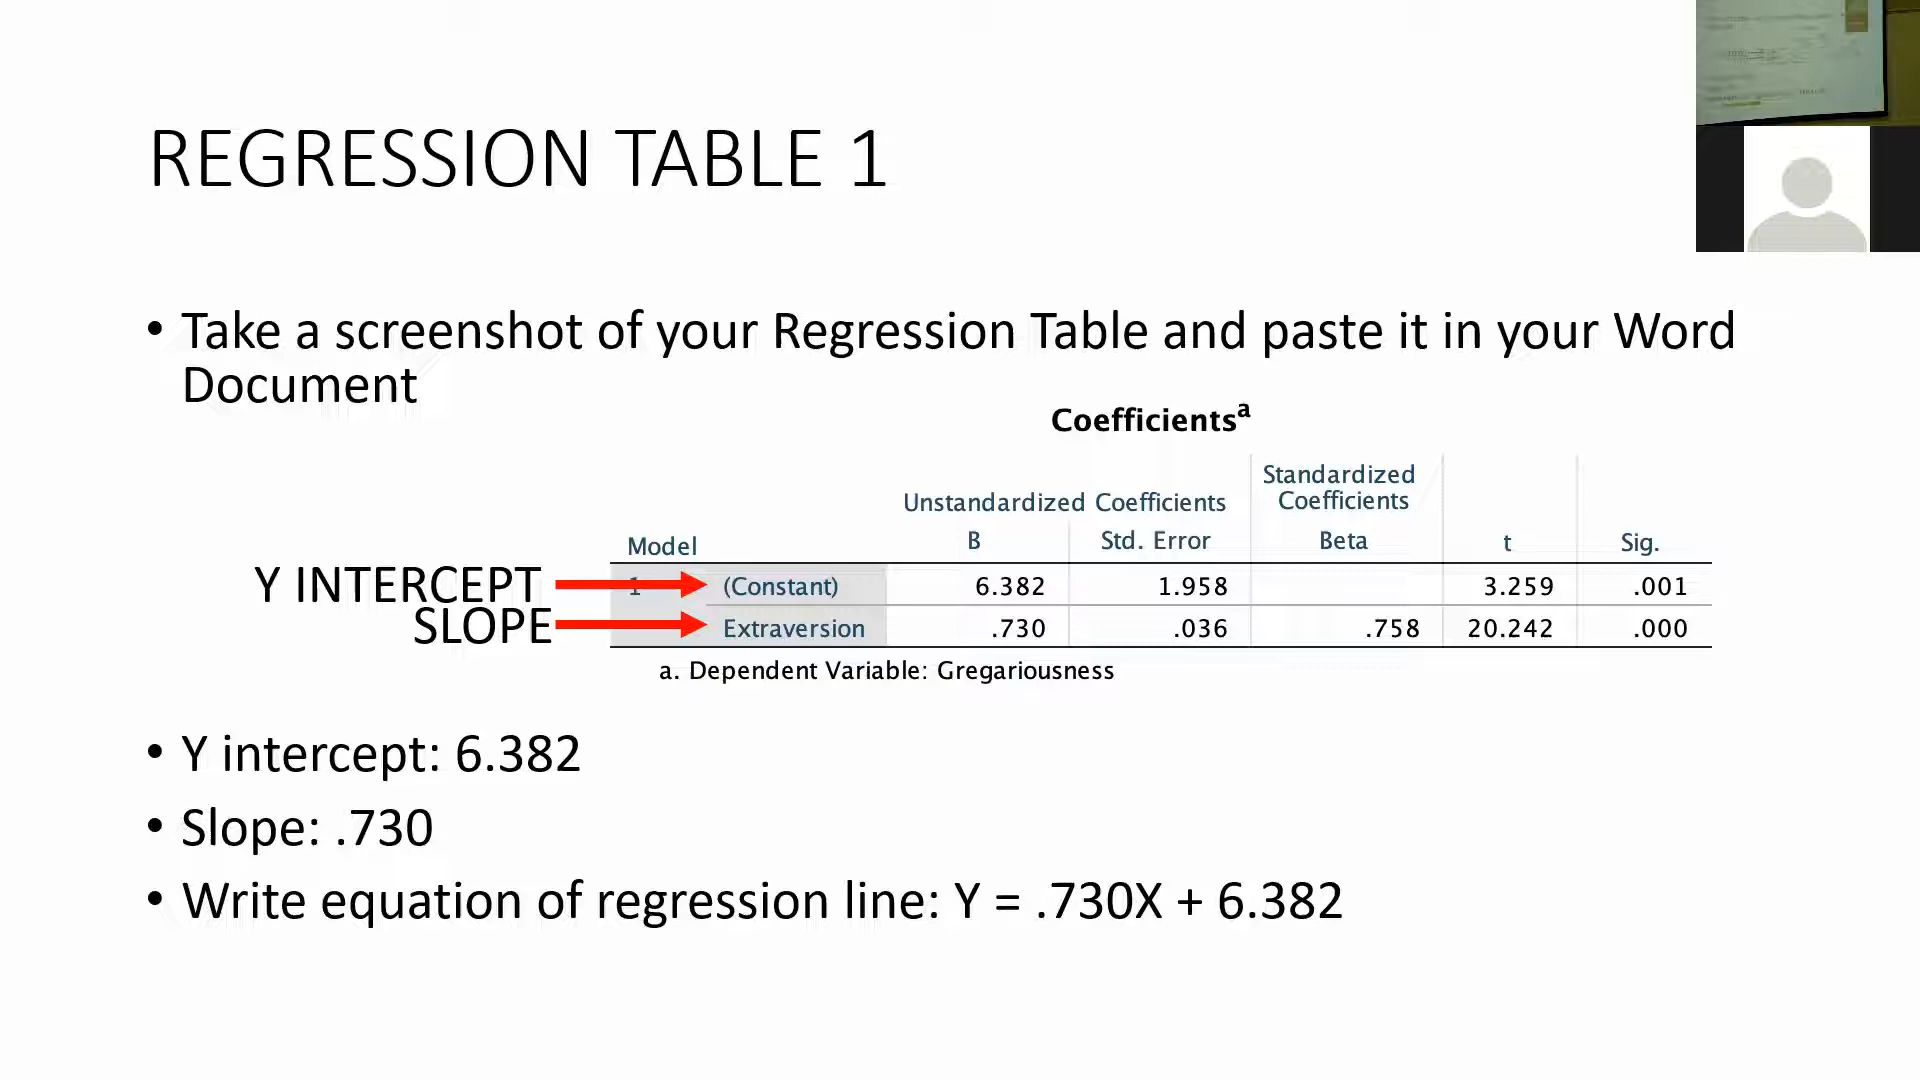 REGRESSION TABLE 1
• Take a screenshot of your Regression Table and paste it in your Word
Document
Coefficientsᵃ
Standardized
Unstandardized Coefficients Coefficients
Model B Std. Error Beta t Sig.
Y INTERCEPT 1 (Constant) 6.382 1.958 3.259 .001
SLOPE Extraversion .730 .036 .758 20.242 .000
a. Dependent Variable: Gregariousness
• Y intercept: 6.382
• Slope: .730
• Write equation of regression line: Y = .730X + 6.382